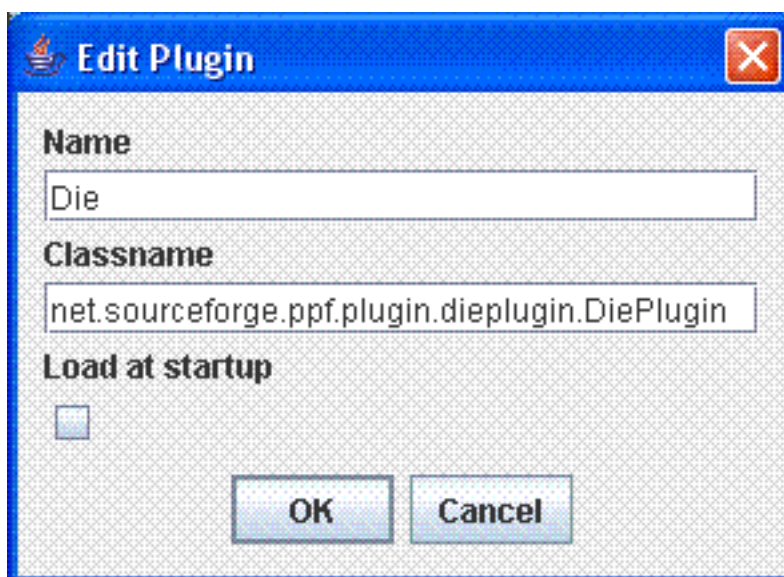 Edit Plugin
Name
Die
Classname
net.sourceforge.ppf.plugin.dieplugin.DiePlugin
Load at startup
OK Cancel